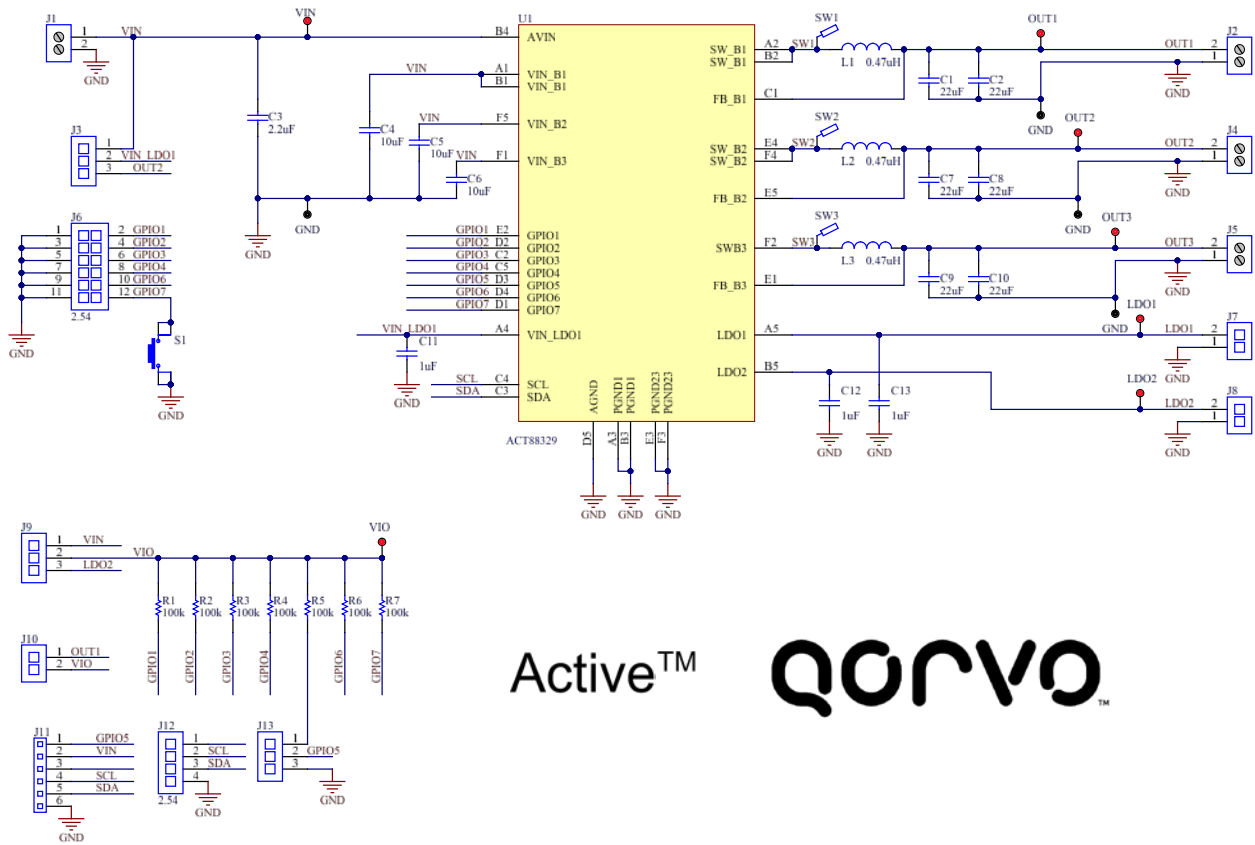 J1
1 VIN
2
GND
VIN
C3
2.2uF
GND
GND
J3
1
2 VIN_LDO1
3 OUT2
J6
1 2 GPIO1
3 4 GPIO2
5 6 GPIO3
7 8 GPIO4
9 10 GPIO6
11 12 GPIO7
2.54
GND
S1
GND
VIN
C4
10uF
VIN
C5
10uF
VIN
C6
10uF
U1
B4 AVIN
A1 VIN_B1
B1 VIN_B1
F5 VIN_B2
F1 VIN_B3
GPIO1 E2 GPIO1
GPIO2 D2 GPIO2
GPIO3 C2 GPIO3
GPIO4 C5 GPIO4
GPIO5 D3 GPIO5
GPIO6 D4 GPIO6
GPIO7 D1 GPIO7
VIN_LDO1 A4 VIN_LDO1
C11
1uF
GND
SCL C4 SCL
SDA C3 SDA
AGND
PGND1
PGND1
PGND23
PGND23
D5
A3
B3
E3
F3
ACT88329
GND
GND
GND
SW_B1 A2 SW1
SW_B1 B2
FB_B1 C1
SW_B2 E4 SW2
SW_B2 F4
FB_B2 E5
SWB3 F2 SW3
FB_B3 E1
LDO1 A5
LDO2 B5
SW1
L1 0.47uH
C1
22uF
C2
22uF
OUT1
GND
OUT1 2
1
J2
GND
SW2
L2 0.47uH
C7
22uF
C8
22uF
OUT2
GND
OUT2 2
1
J4
GND
SW3
L3 0.47uH
C9
22uF
C10
22uF
OUT3
GND
OUT3 2
1
J5
GND
LDO1
LDO1 2
1
J7
GND
LDO2
LDO2 2
1
J8
GND
C12
1uF
GND
C13
1uF
GND
J9
1 VIN
2 VIO
3 LDO2
VIO
R1
100k
R2
100k
R3
100k
R4
100k
R5
100k
R6
100k
R7
100k
GPIO1
GPIO2
GPIO3
GPIO4
GPIO6
GPIO7
J10
1 OUT1
2 VIO
J11
1 GPIO5
2 VIN
3
4 SCL
5 SDA
6
GND
J12
1
2 SCL
3 SDA
4
2.54
GND
J13
1
2 GPIO5
3
GND
Active™
QORVO™